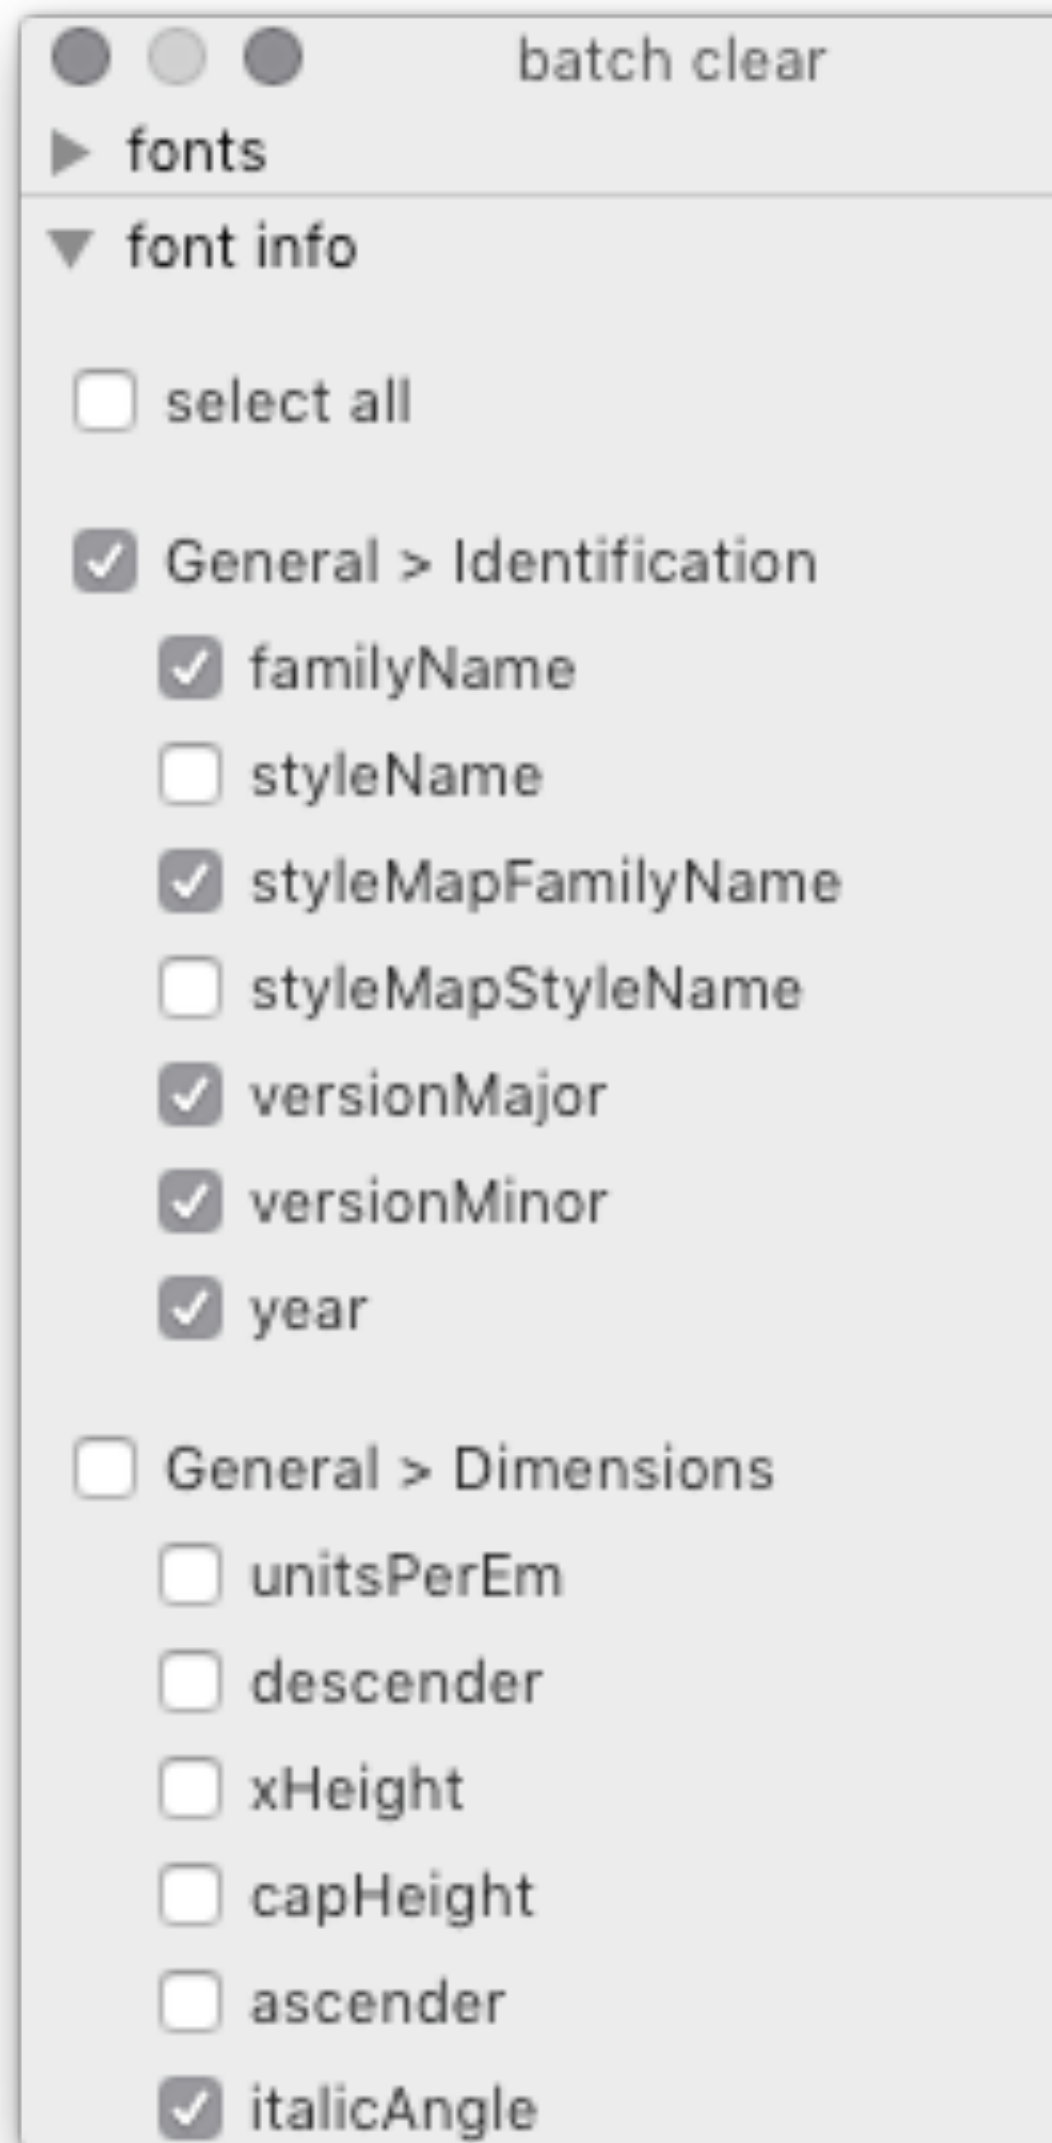 batch clear
fonts
font info
select all
General > Identification
familyName
styleName
styleMapFamilyName
styleMapStyleName
versionMajor
versionMinor
year
General > Dimensions
unitsPerEm
descender
xHeight
capHeight
ascender
italicAngle